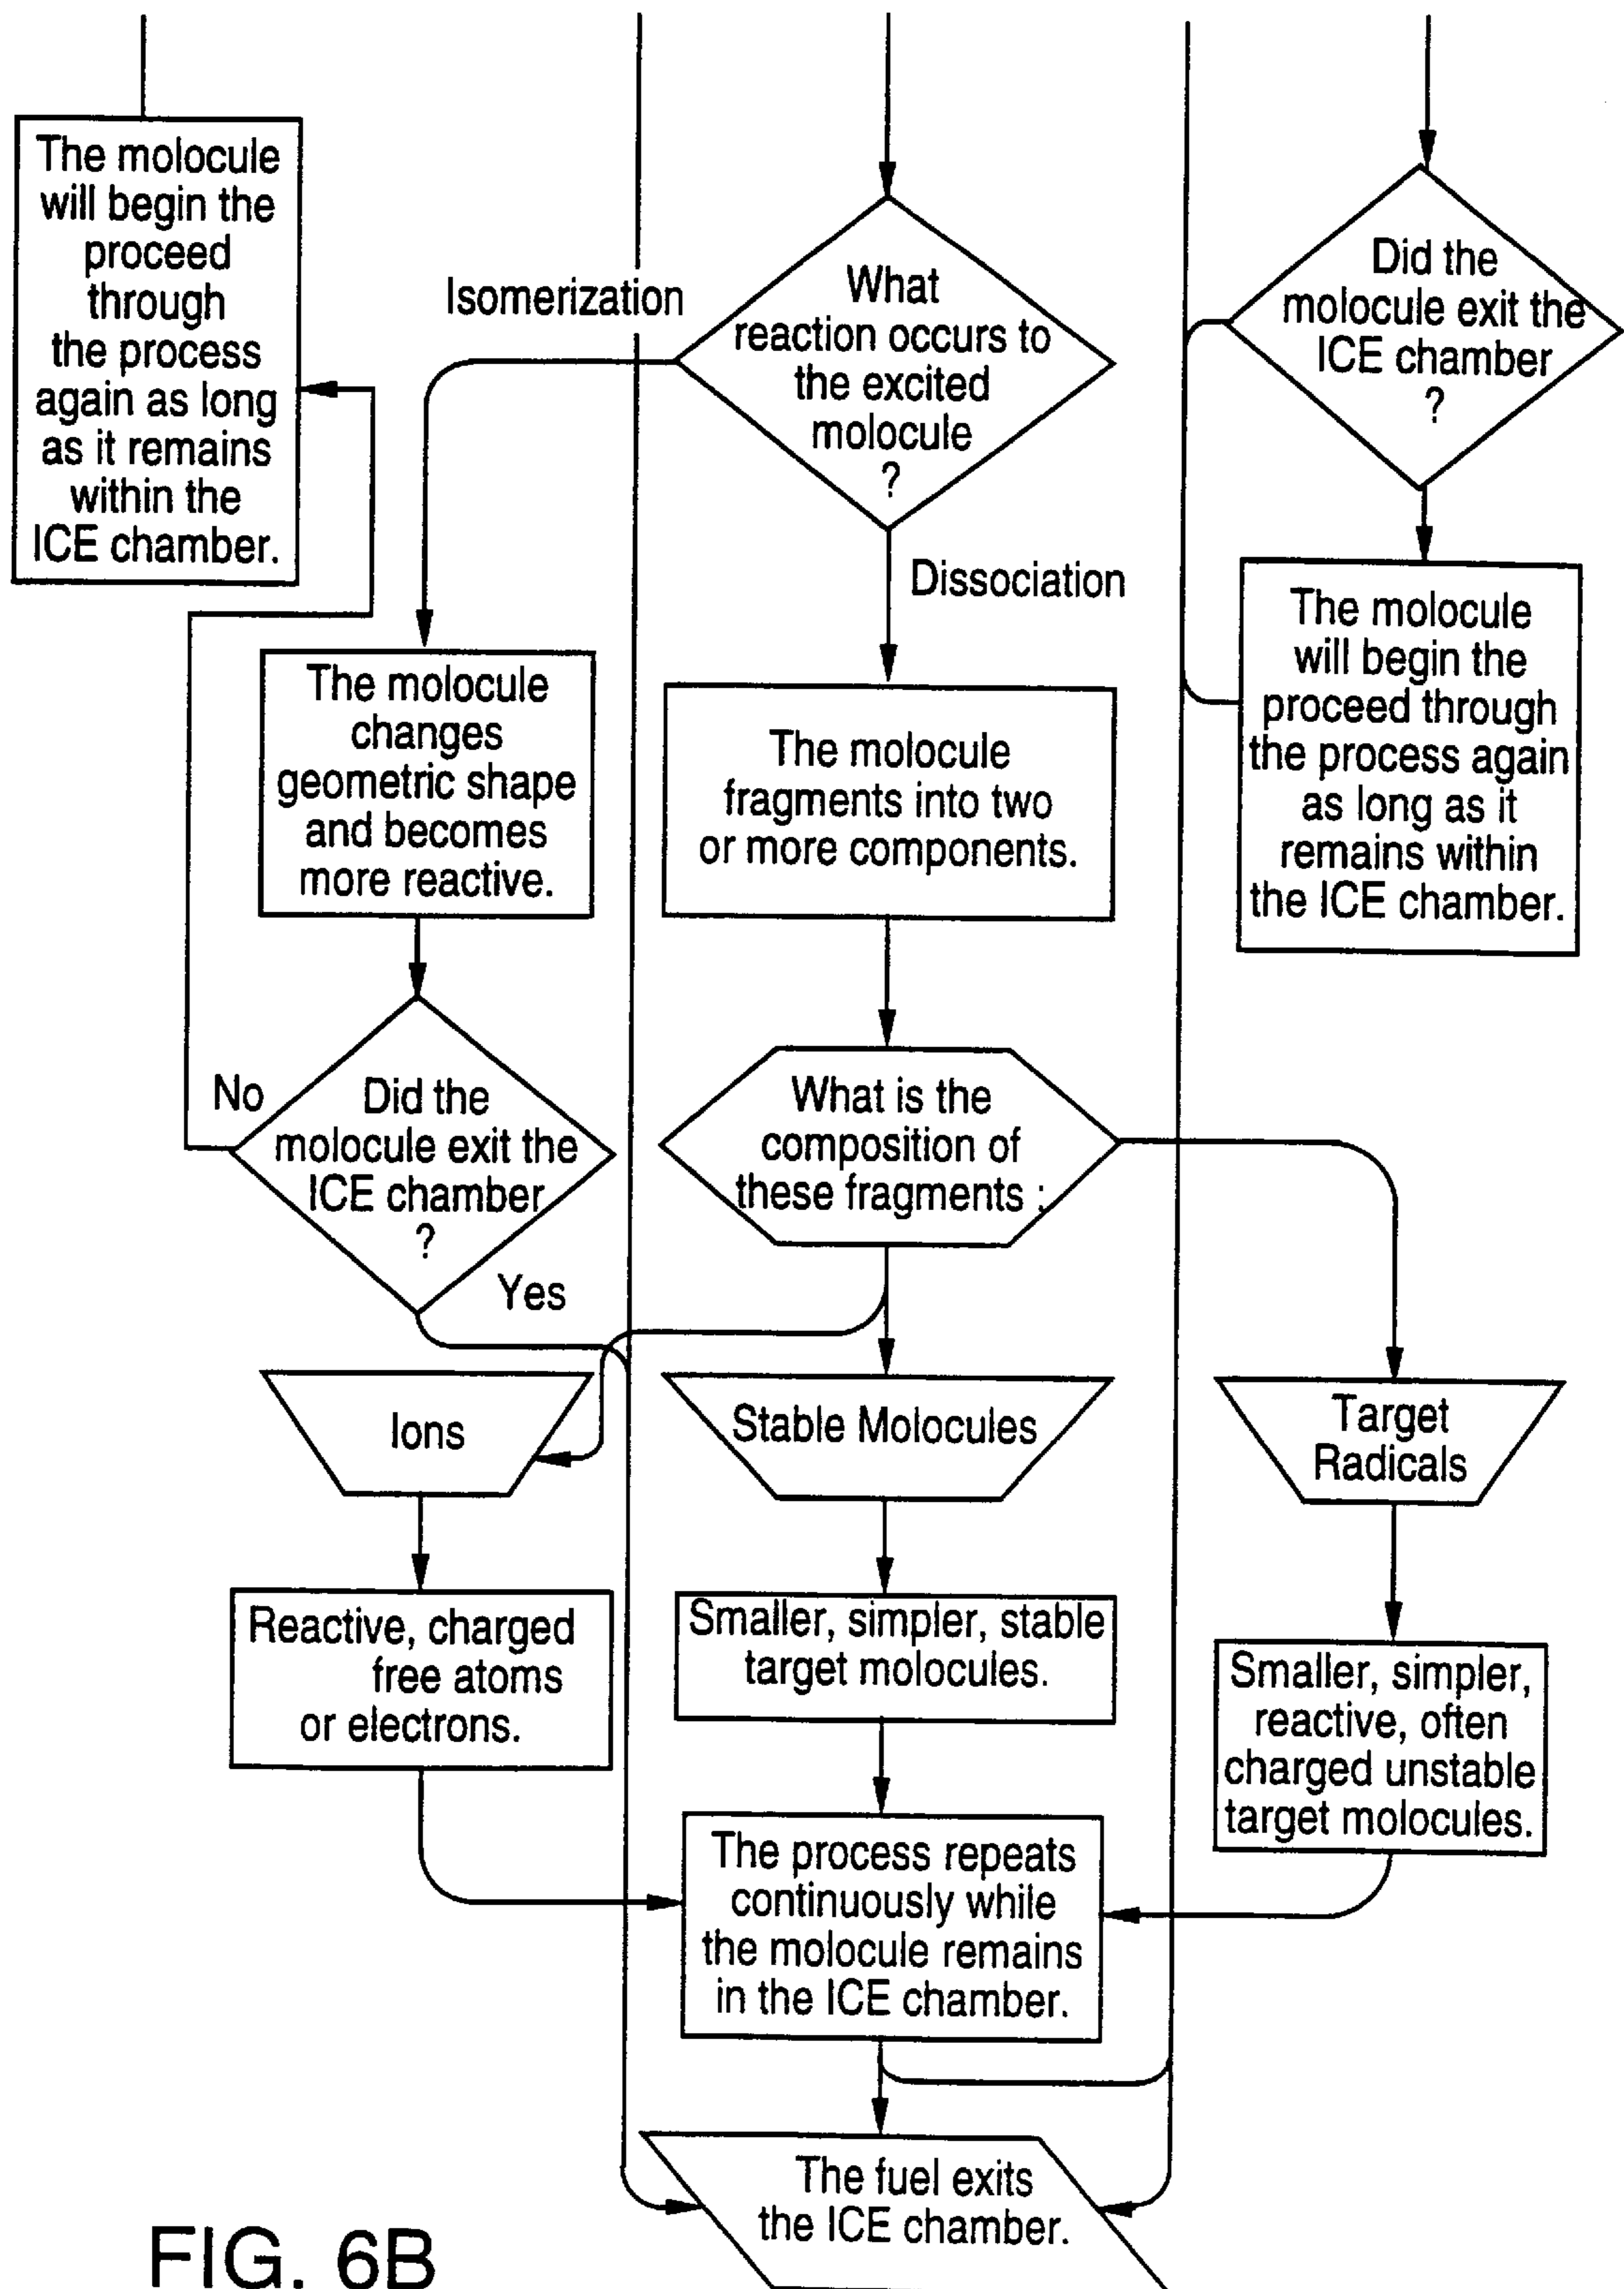 The molocule
will begin the
proceed
through
the process
again as long
as it remains
within the
ICE chamber.
Isomerization
What
reaction occurs to
the excited
molocule
?
Did the
molocule exit the
ICE chamber
?
Dissociation
The molocule
changes
geometric shape
and becomes
more reactive.
The molocule
fragments into two
or more components.
The molocule
will begin the
proceed through
the process again
as long as it
remains within
the ICE chamber.
No
Did the
molocule exit the
ICE chamber
?
Yes
What is the
composition of
these fragments :
Ions
Stable Molocules
Target
Radicals
Reactive, charged
free atoms
or electrons.
Smaller, simpler, stable
target molocules.
Smaller, simpler,
reactive, often
charged unstable
target molocules.
The process repeats
continuously while
the molocule remains
in the ICE chamber.
The fuel exits
the ICE chamber.
FIG. 6B